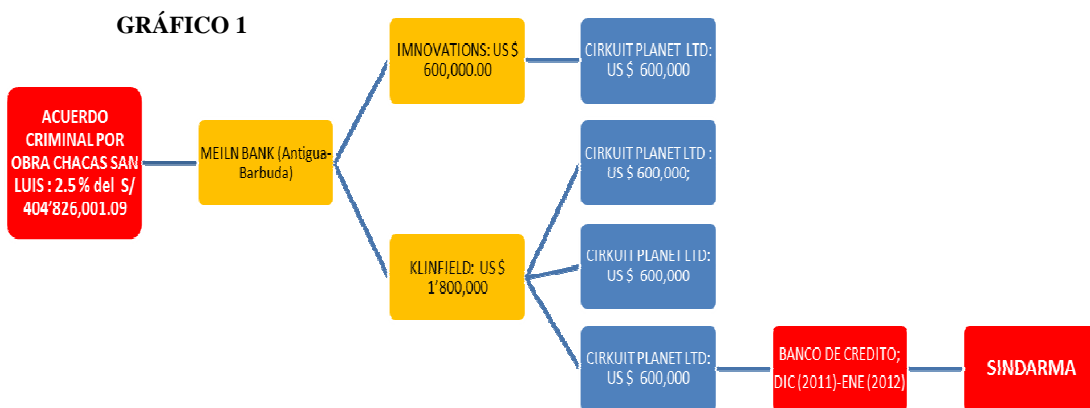 GRÁFICO 1
ACUERDO
CRIMINAL POR
OBRA CHACAS SAN
LUIS : 2.5 % del S/
404'826,001.09
MEILN BANK (Antigua-
Barbuda)
IMNOVATIONS: US $
600,000.00
CIRKUIT PLANET LTD:
US $ 600,000
CIRKUIT PLANET LTD :
US $ 600,000;
KLINFIELD: US $
1'800,000
CIRKUIT PLANET LTD:
US $ 600,000
CIRKUIT PLANET LTD:
US $ 600,000
BANCO DE CREDITO;
DIC (2011)-ENE (2012)
SINDARMA